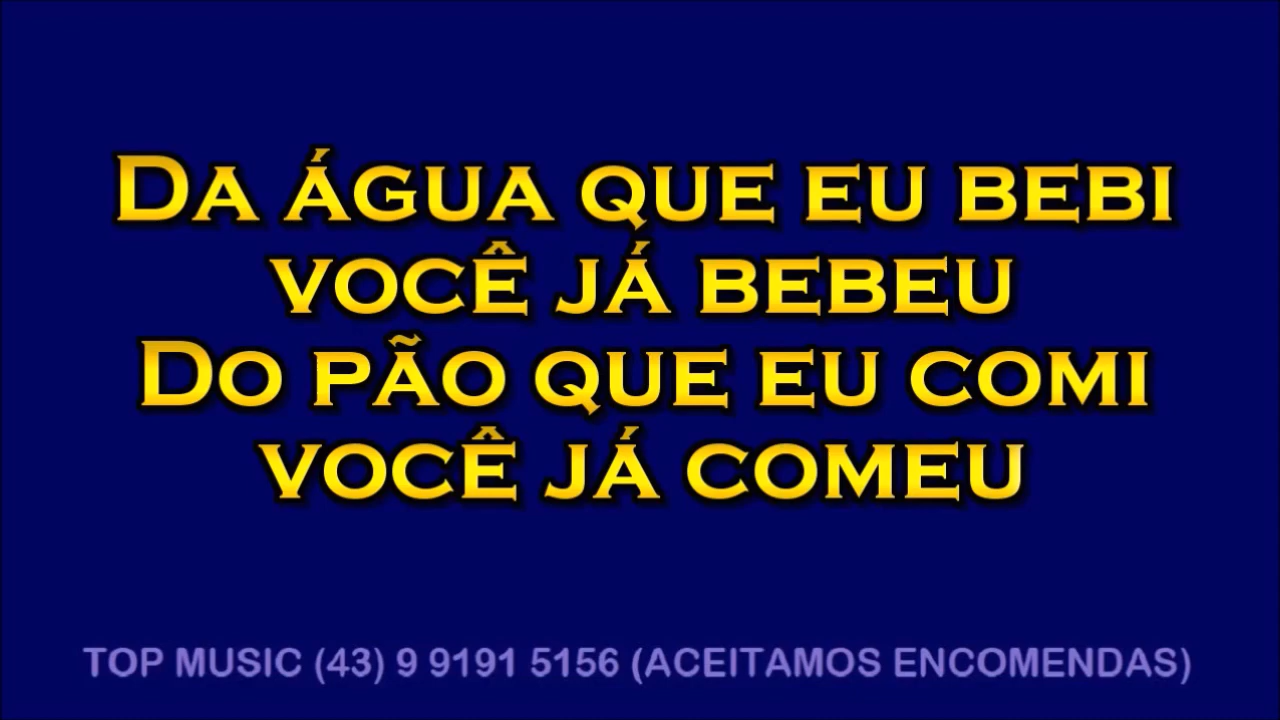 Da água que eu bebi
você já bebeu
Do pão que eu comi
você já comeu
TOP MUSIC (43) 9 9191 5156 (ACEITAMOS ENCOMENDAS)